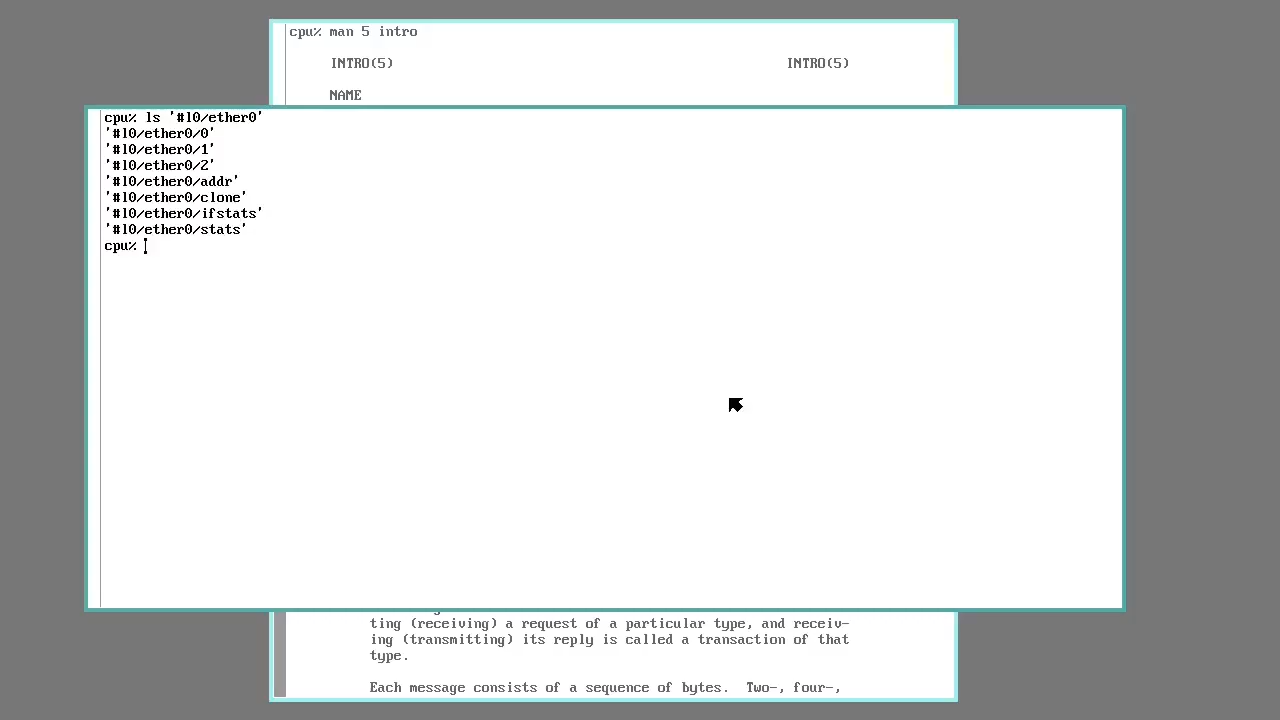 cpu% man 5 intro
INTRO(5) INTRO(5)
NAME
cpu% ls '#l0/ether0'
'#l0/ether0/0'
'#l0/ether0/1'
'#l0/ether0/2'
'#l0/ether0/addr'
'#l0/ether0/clone'
'#l0/ether0/ifstats'
'#l0/ether0/stats'
cpu%
ting (receiving) a request of a particular type, and receiv-
ing (transmitting) its reply is called a transaction of that
type.
Each message consists of a sequence of bytes. Two-, four-,